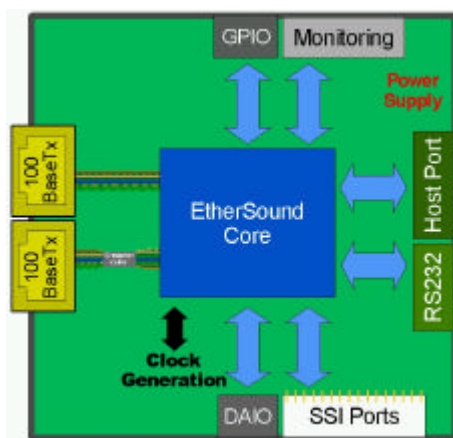 GPIO
Monitoring
Power
Supply
100
BaseTx
EtherSound
Core
Host Port
100
BaseTx
RS232
Clock
Generation
DAIO
SSI Ports